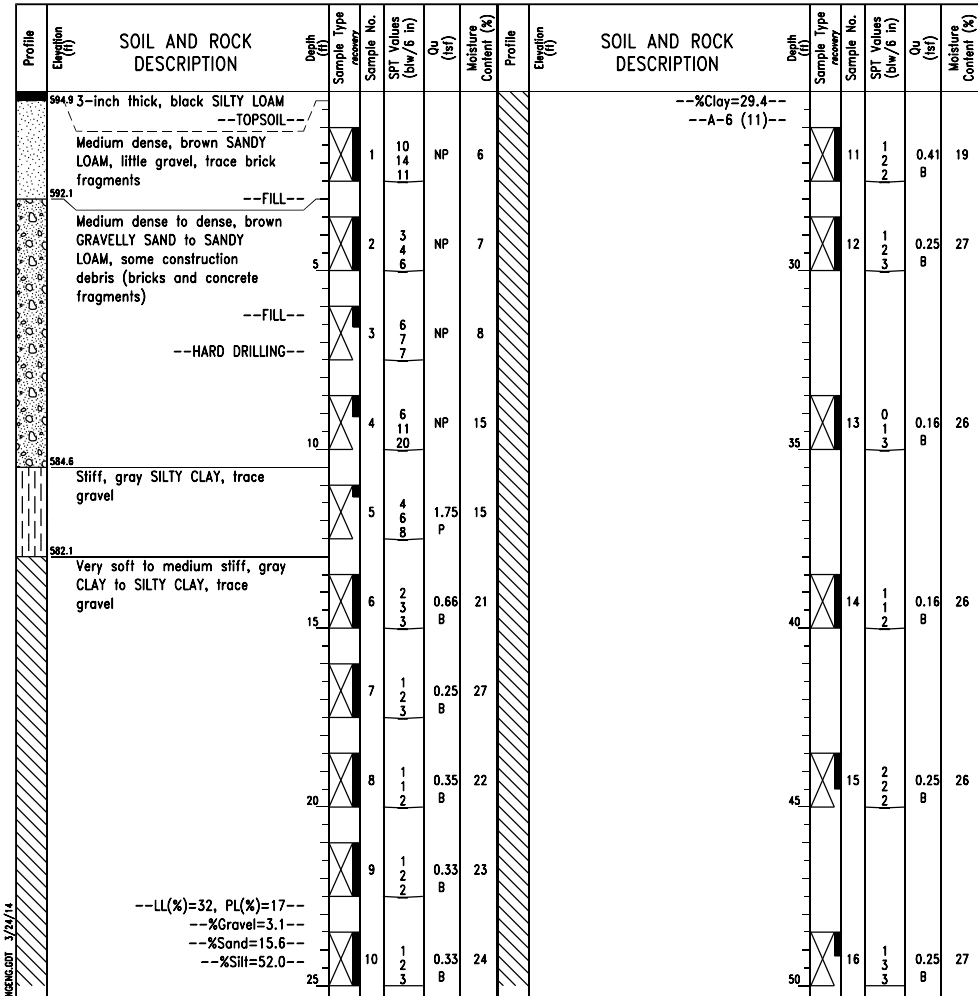 Profile
Elevation (ft)
SOIL AND ROCK
DESCRIPTION
Depth (ft)
Sample Type
recovery
Sample No.
SPT Values (blw/6 in)
Qu (tsf)
Moisture Content (%)
Profile
Elevation (ft)
SOIL AND ROCK
DESCRIPTION
Depth (ft)
Sample Type
recovery
Sample No.
SPT Values (blw/6 in)
Qu (tsf)
Moisture Content (%)
594.9 3-inch thick, black SILTY LOAM
--TOPSOIL--
Medium dense, brown SANDY
LOAM, little gravel, trace brick
fragments
1 10 14 11 NP 6
592.1 --FILL--
Medium dense to dense, brown
GRAVELLY SAND to SANDY
LOAM, some construction
debris (bricks and concrete
fragments)
2 3 4 6 NP 7
5
--FILL--
3 6 7 7 NP 8
--HARD DRILLING--
4 6 11 20 NP 15
10
584.6
Stiff, gray SILTY CLAY, trace
gravel
5 4 6 8 1.75 P 15
582.1
Very soft to medium stiff, gray
CLAY to SILTY CLAY, trace
gravel
6 2 3 3 0.66 B 21
15
7 1 2 3 0.25 B 27
8 1 1 2 0.35 B 22
20
9 1 2 2 0.33 B 23
--LL(%)=32, PL(%)=17--
--%Gravel=3.1--
--%Sand=15.6--
--%Silt=52.0--
10 1 2 3 0.33 B 24
25
--%Clay=29.4--
--A-6 (11)--
11 1 2 2 0.41 B 19
12 1 2 3 0.25 B 27
30
13 0 1 3 0.16 B 26
35
14 1 1 2 0.16 B 26
40
15 2 2 2 0.25 B 26
45
16 1 3 3 0.25 B 27
50
NGENG.GDT 3/24/14